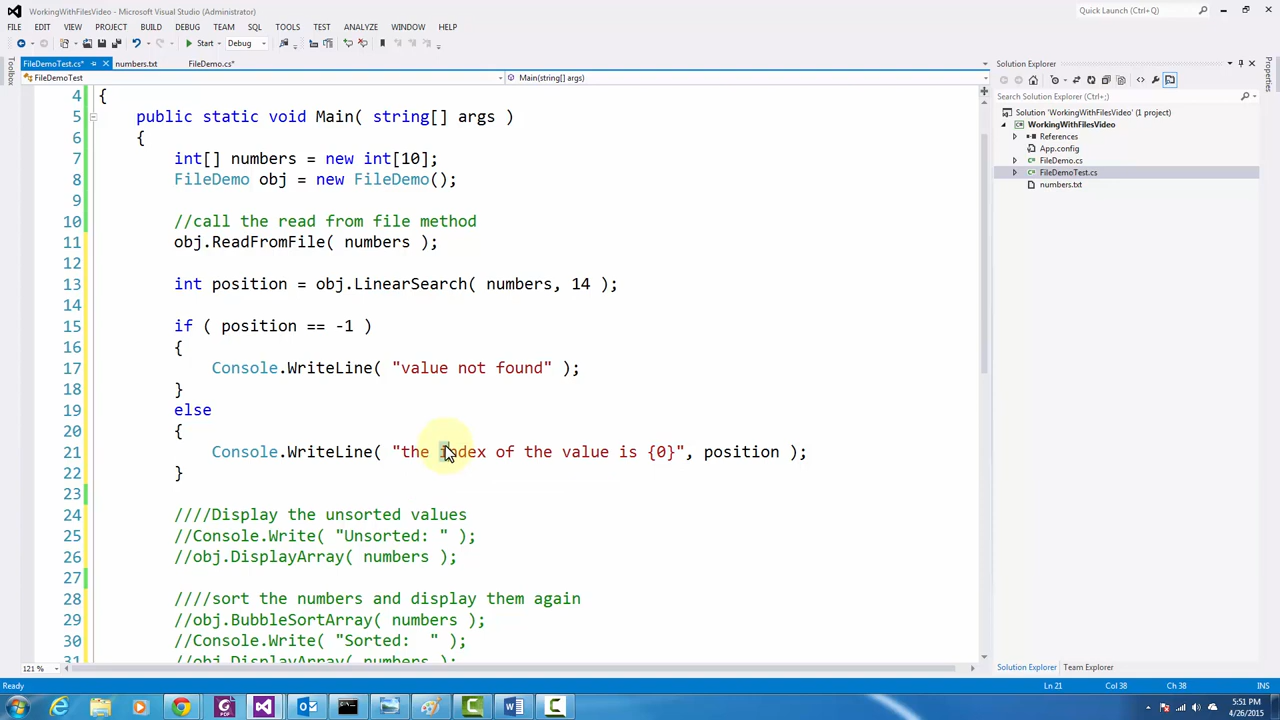 WorkingWithFilesVideo - Microsoft Visual Studio (Administrator)
Quick Launch (Ctrl+Q)
FILE EDIT VIEW PROJECT BUILD DEBUG TEAM SQL TOOLS TEST ANALYZE WINDOW HELP
Start Debug
Toolbox
FileDemoTest.cs* numbers.txt FileDemo.cs*
FileDemoTest Main(string[] args)
4 {
5 public static void Main( string[] args )
6 {
7 int[] numbers = new int[10];
8 FileDemo obj = new FileDemo();
9
10 //call the read from file method
11 obj.ReadFromFile( numbers );
12
13 int position = obj.LinearSearch( numbers, 14 );
14
15 if ( position == -1 )
16 {
17 Console.WriteLine( "value not found" );
18 }
19 else
20 {
21 Console.WriteLine( "the index of the value is {0}", position );
22 }
23
24 ////Display the unsorted values
25 //Console.Write( "Unsorted: " );
26 //obj.DisplayArray( numbers );
27
28 ////sort the numbers and display them again
29 //obj.BubbleSortArray( numbers );
30 //Console.Write( "Sorted:  " );
31 //obj.DisplayArray( numbers );
121 %
Solution Explorer
Search Solution Explorer (Ctrl+;)
Solution 'WorkingWithFilesVideo' (1 project)
WorkingWithFilesVideo
References
App.config
FileDemo.cs
FileDemoTest.cs
numbers.txt
Solution Explorer Team Explorer
Properties
Ready Ln 21 Col 38 Ch 38 INS
5:51 PM
4/26/2015